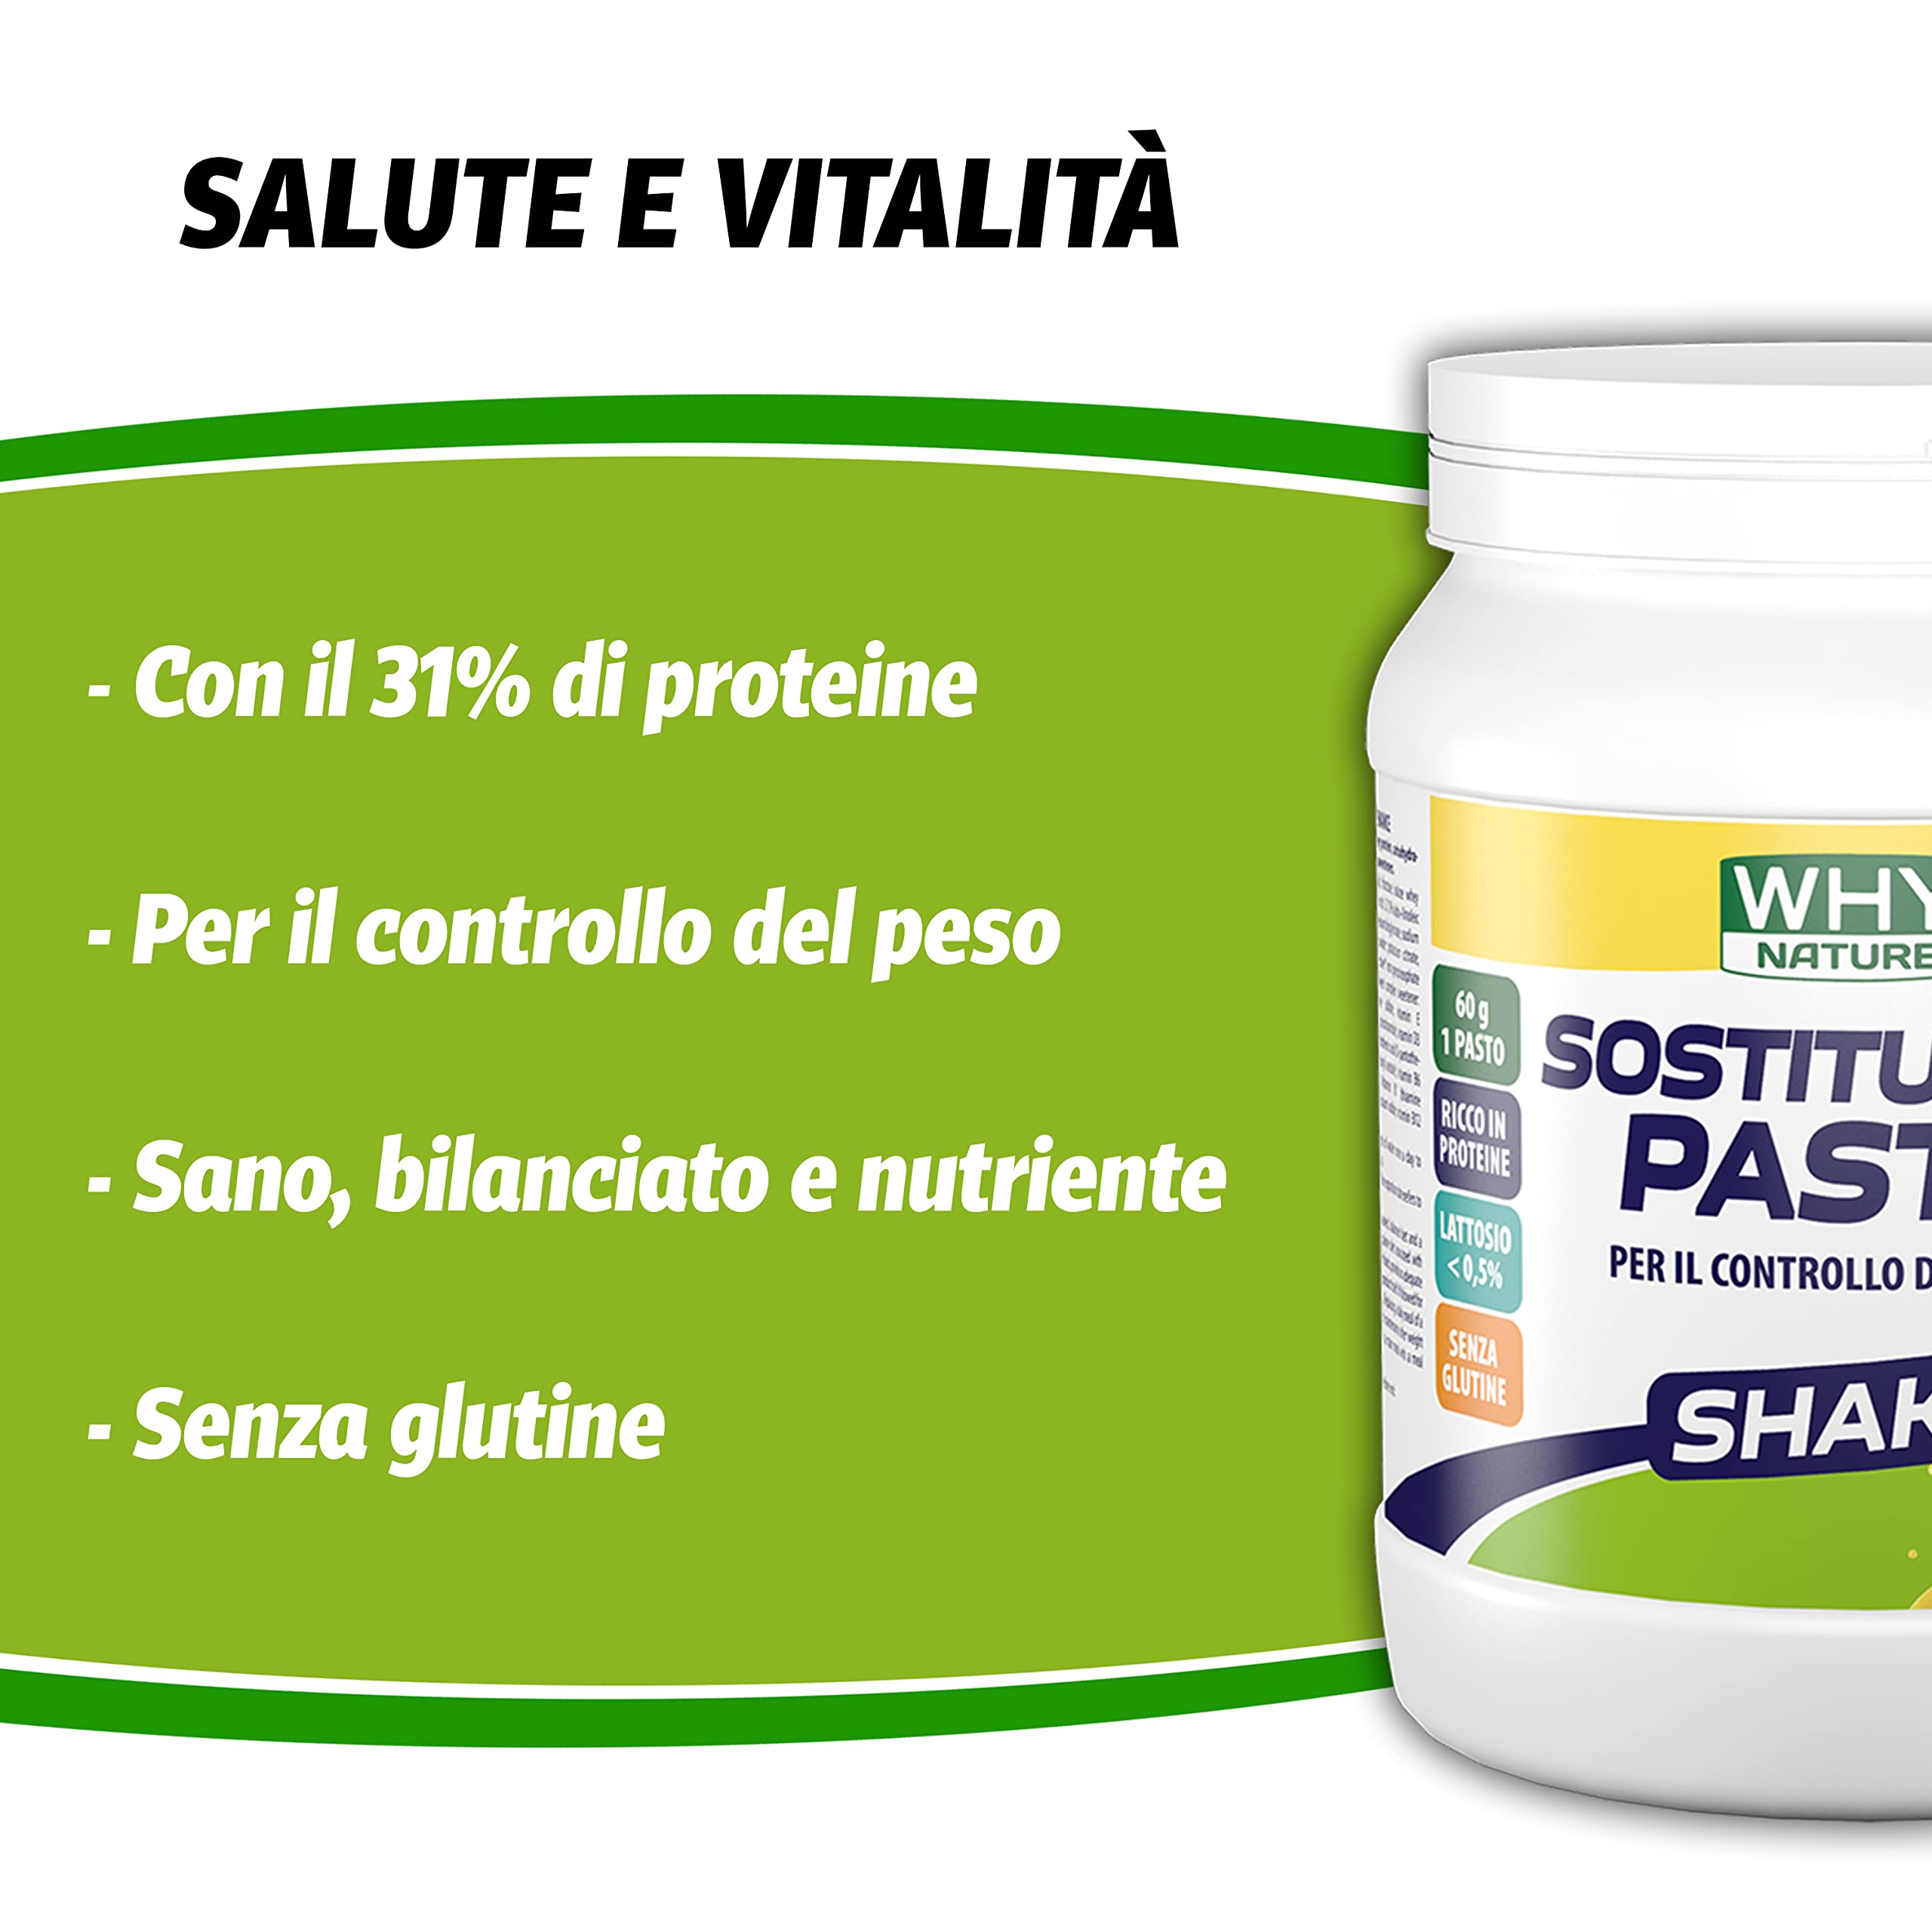 SALUTE E VITALITÀ
- Con il 31% di proteine
- Per il controllo del peso
- Sano, bilanciato e nutriente
- Senza glutine
WHY
NATURE
60 g
1 PASTO
RICCO IN
PROTEINE
LATTOSIO
< 0,5%
SENZA
GLUTINE
SOSTITU
PAST
PER IL CONTROLLO D
SHAK